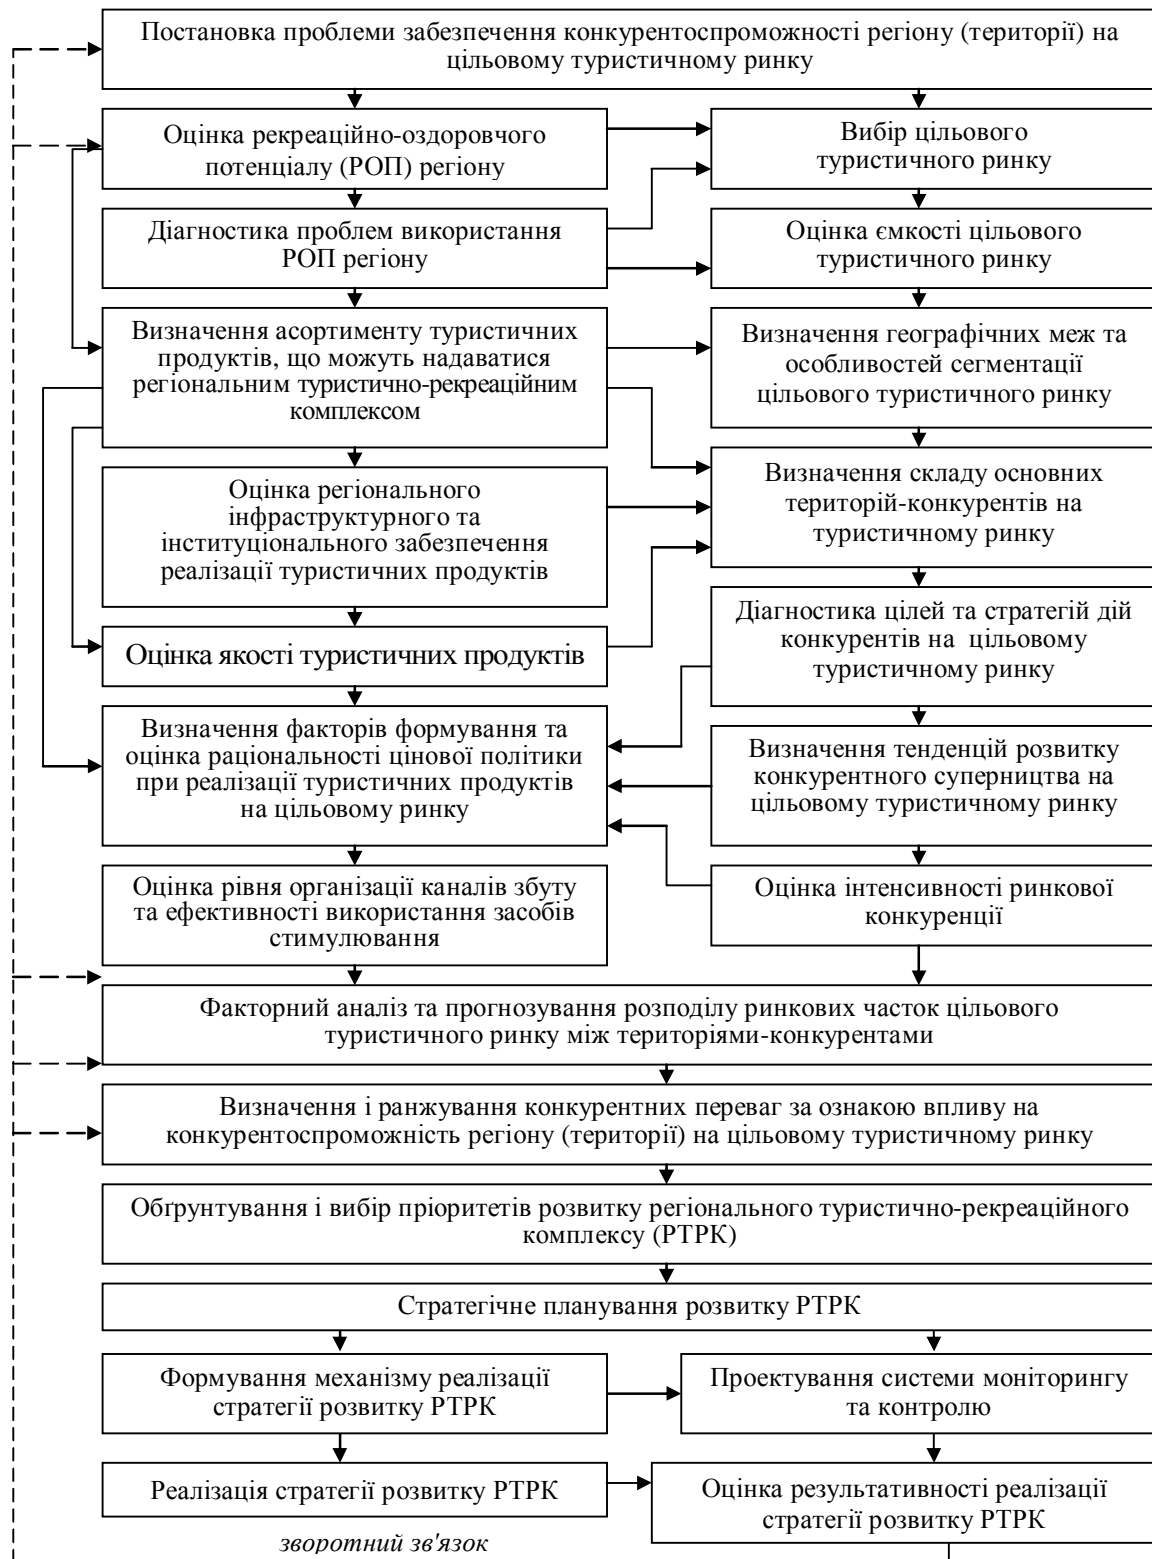 Постановка проблеми забезпечення конкурентоспроможності регіону (території) на
цільовому туристичному ринку
Оцінка рекреаційно-оздоровчого
потенціалу (РОП) регіону
Вибір цільового
туристичного ринку
Діагностика проблем використання
РОП регіону
Оцінка ємкості цільового
туристичного ринку
Визначення асортименту туристичних
продуктів, що можуть надаватися
регіональним туристично-рекреаційним
комплексом
Визначення географічних меж та
особливостей сегментації
цільового туристичного ринку
Оцінка регіонального
інфраструктурного та
інституціонального забезпечення
реалізації туристичних продуктів
Визначення складу основних
територій-конкурентів на
туристичному ринку
Оцінка якості туристичних продуктів
Діагностика цілей та стратегій дій
конкурентів на цільовому
туристичному ринку
Визначення факторів формування та
оцінка раціональності цінової політики
при реалізації туристичних продуктів
на цільовому ринку
Визначення тенденцій розвитку
конкурентного суперництва на
цільовому туристичному ринку
Оцінка рівня організації каналів збуту
та ефективності використання засобів
стимулювання
Оцінка інтенсивності ринкової
конкуренції
Факторний аналіз та прогнозування розподілу ринкових часток цільового
туристичного ринку між територіями-конкурентами
Визначення і ранжування конкурентних переваг за ознакою впливу на
конкурентоспроможність регіону (території) на цільовому туристичному ринку
Обґрунтування і вибір пріоритетів розвитку регіонального туристично-рекреаційного
комплексу (РТРК)
Стратегічне планування розвитку РТРК
Формування механізму реалізації
стратегії розвитку РТРК
Проектування системи моніторингу
та контролю
Реалізація стратегії розвитку РТРК
Оцінка результативності реалізації
стратегії розвитку РТРК
зворотний зв'язок